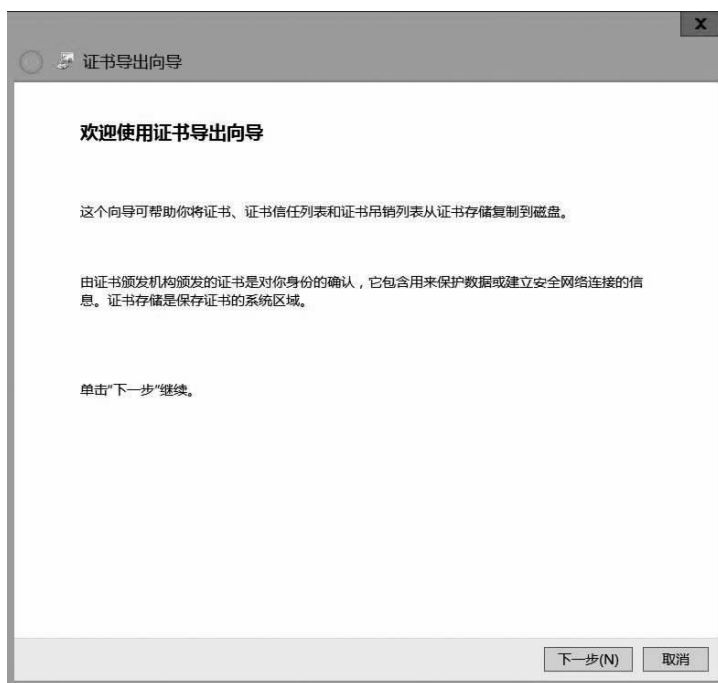 X
证书导出向导
欢迎使用证书导出向导
这个向导可帮助你将证书、证书信任列表和证书吊销列表从证书存储复制到磁盘。
由证书颁发机构颁发的证书是对你身份的确认，它包含用来保护数据或建立安全网络连接的信
息。证书存储是保存证书的系统区域。
单击"下一步"继续。
下一步(N) 取消